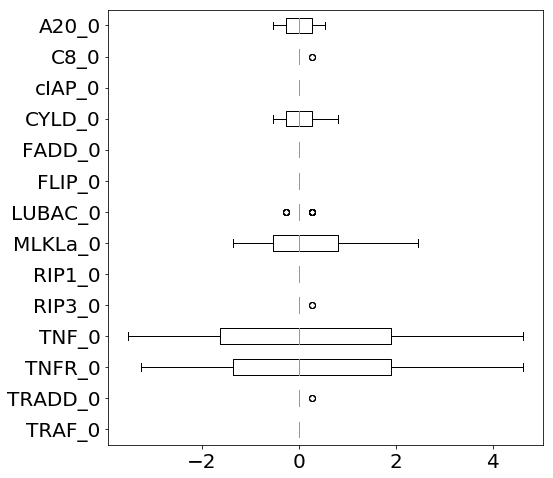 A20_0
C8_0
cIAP_0
CYLD_0
FADD_0
FLIP_0
LUBAC_0
MLKLa_0
RIP1_0
RIP3_0
TNF_0
TNFR_0
TRADD_0
TRAF_0
−2 0 2 4